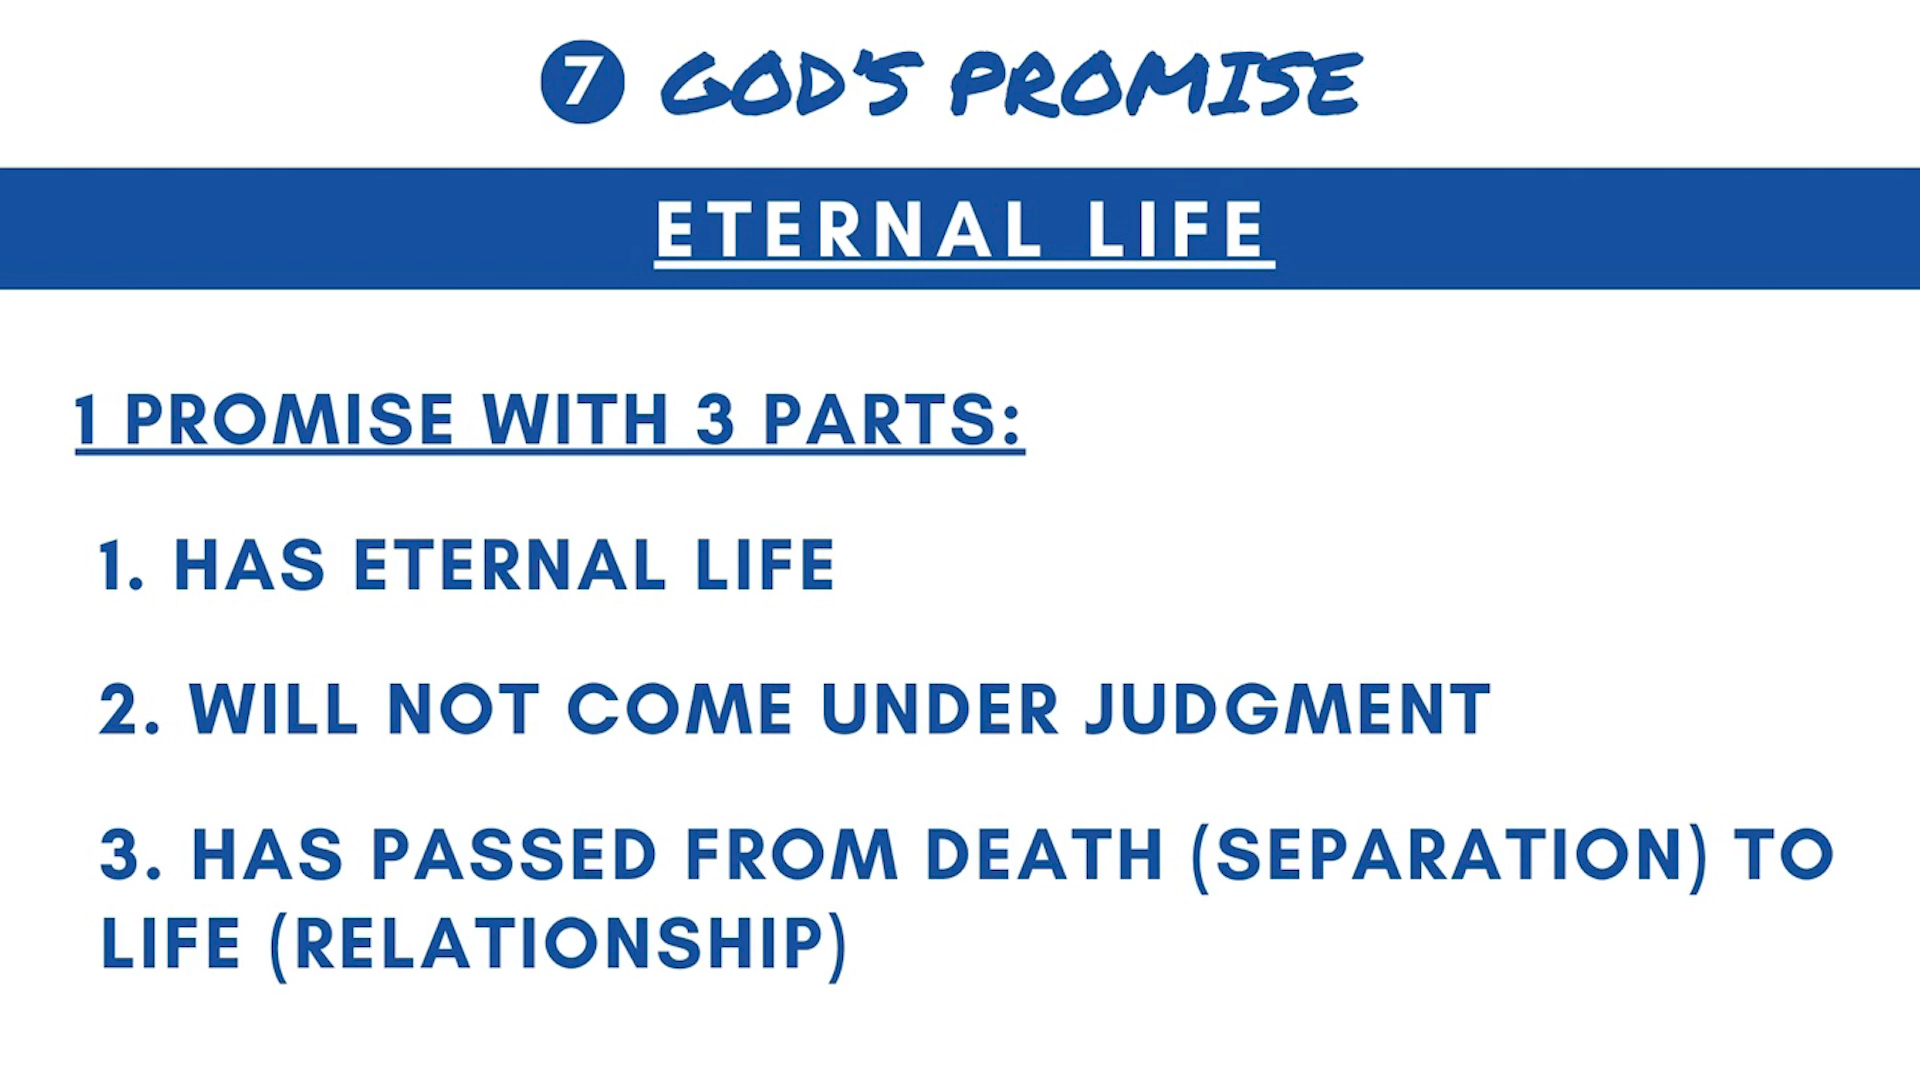 7 GOD'S PROMISE
ETERNAL LIFE
1 PROMISE WITH 3 PARTS:
1. HAS ETERNAL LIFE
2. WILL NOT COME UNDER JUDGMENT
3. HAS PASSED FROM DEATH (SEPARATION) TO
LIFE (RELATIONSHIP)